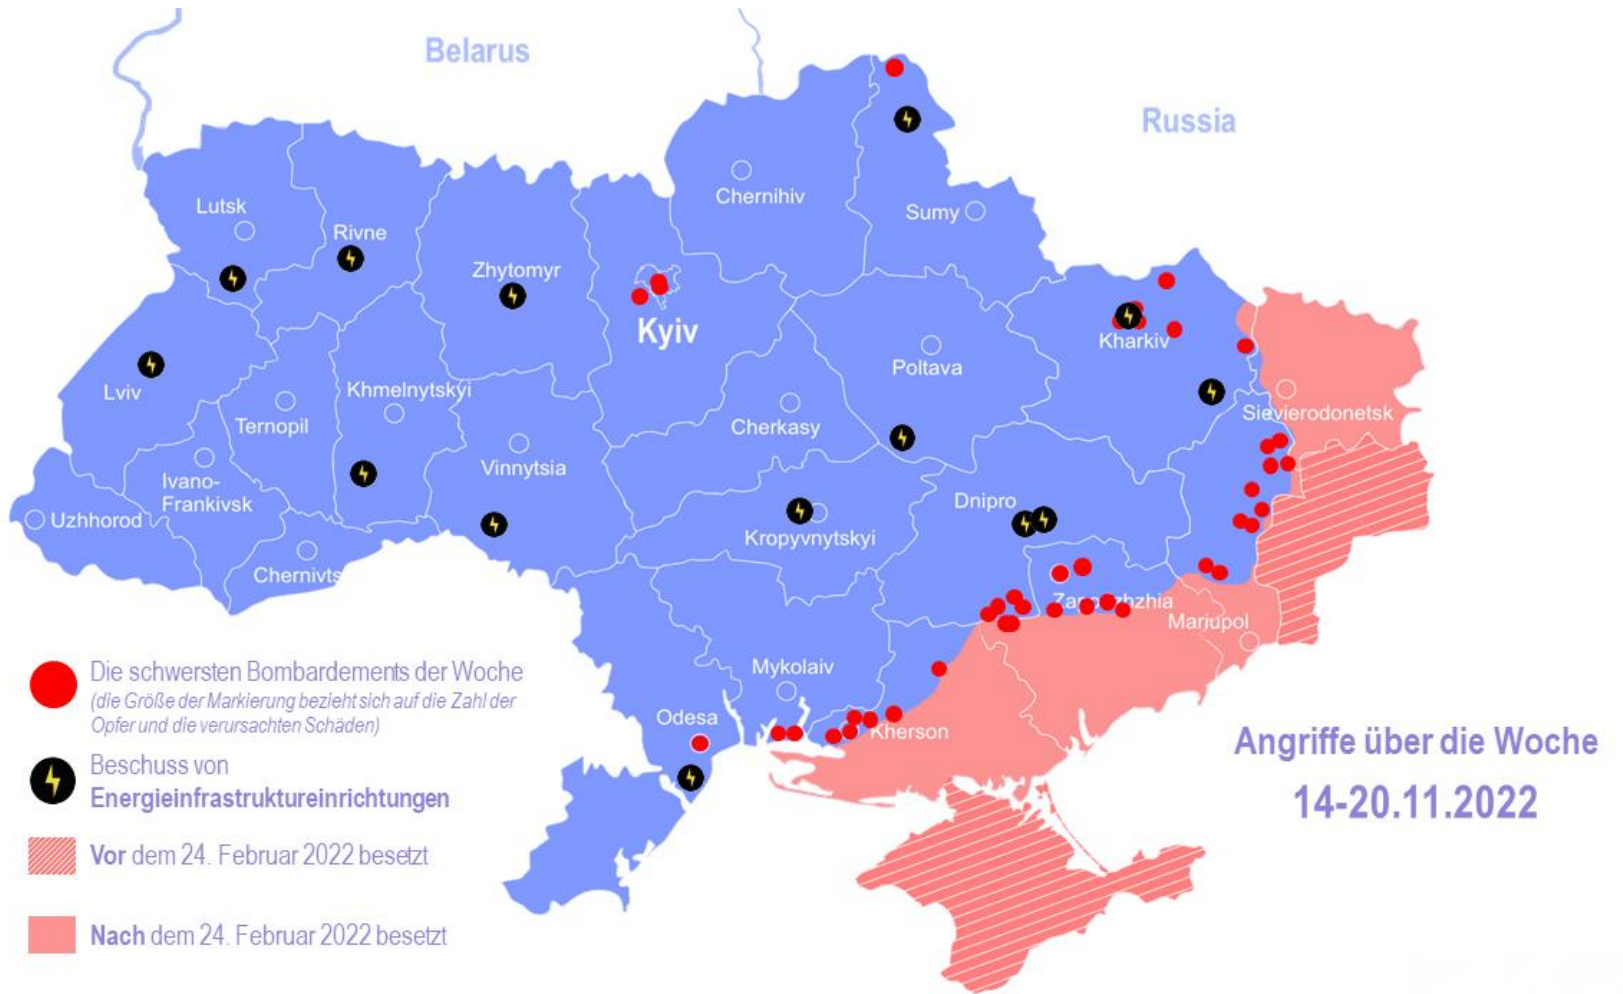 Belarus
Russia
Chernihiv
Lutsk
Sumy
Rivne
Zhytomyr
Kyiv
Kharkiv
Poltava
Lviv
Khmelnytskyi
Ternopil
Cherkasy
Sievierodonetsk
Vinnytsia
Ivano-
Frankivsk
Dnipro
Uzhhorod
Kropyvnytskyi
Chernivts
Mariupol
Mykolaiv
Odesa
Kherson
Die schwersten Bombardements der Woche
(die Größe der Markierung bezieht sich auf die Zahl der
Opfer und die verursachten Schäden)
Beschuss von
Energieinfrastruktureinrichtungen
Vor dem 24. Februar 2022 besetzt
Nach dem 24. Februar 2022 besetzt
Angriffe über die Woche
14-20.11.2022